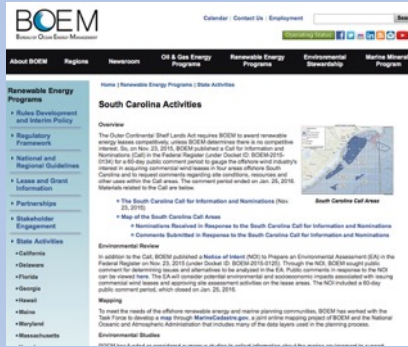 BOEM
BUREAU OF OCEAN ENERGY MANAGEMENT
Calendar | Contact Us | Employment
Operating Status
About BOEM
Regions
Newsroom
Oil & Gas Energy Programs
Renewable Energy Programs
Environmental Stewardship
Marine Mineral Program
Home | Renewable Energy Programs | State Activities
Renewable Energy
Programs
Rules Development
and Interim Policy
Regulatory
Framework
National and
Regional Guidelines
Lease and Grant
Information
Partnerships
Stakeholder
Engagement
State Activities
•California
•Delaware
•Florida
•Georgia
•Hawaii
•Maine
•Maryland
•Massachusetts
South Carolina Activities
Overview
The Outer Continental Shelf Lands Act requires BOEM to award renewable
energy leases competitively, unless BOEM determines there is no competitive
interest. So, on Nov. 23, 2015, BOEM published a Call for Information and
Nominations (Call) in the Federal Register (under Docket ID: BOEM-2015-
0134) for a 60-day public comment period to gauge the offshore wind industry's
interest in acquiring commercial wind leases in four areas offshore South
Carolina and to request comments regarding site conditions, resources and
other uses within the Call areas. The comment period ended on Jan. 25, 2016.
Materials related to the Call are below.
South Carolina Call Areas
The South Carolina Call for Information and Nominations (Nov.
23, 2015)
Map of the South Carolina Call Areas
Nominations Received in Response to the South Carolina Call for Information and Nominations
Comments Submitted in Response to the South Carolina Call for Information and Nominations
Environmental Review
In addition to the Call, BOEM published a Notice of Intent (NOI) to Prepare an Environmental Assessment (EA) in the
Federal Register on Nov. 23, 2015 (under Docket ID: BOEM-2015-0125). Through the NOI, BOEM sought public
comment for determining issues and alternatives to be analyzed in the EA. Public comments in response to the NOI
can be viewed here. The EA will consider potential environmental and socioeconomic impacts associated with issuing
commercial wind leases and approving site assessment activities on the lease areas. The NOI included a 60-day
public comment period, which closed on Jan. 25, 2016.
Mapping
To meet the needs of the offshore renewable energy and marine planning communities, BOEM has worked with the
Task Force to develop a map through MarineCadastre.gov, a joint online mapping project of BOEM and the National
Oceanic and Atmospheric Administration that includes many of the data layers used in the planning process.
Environmental Studies